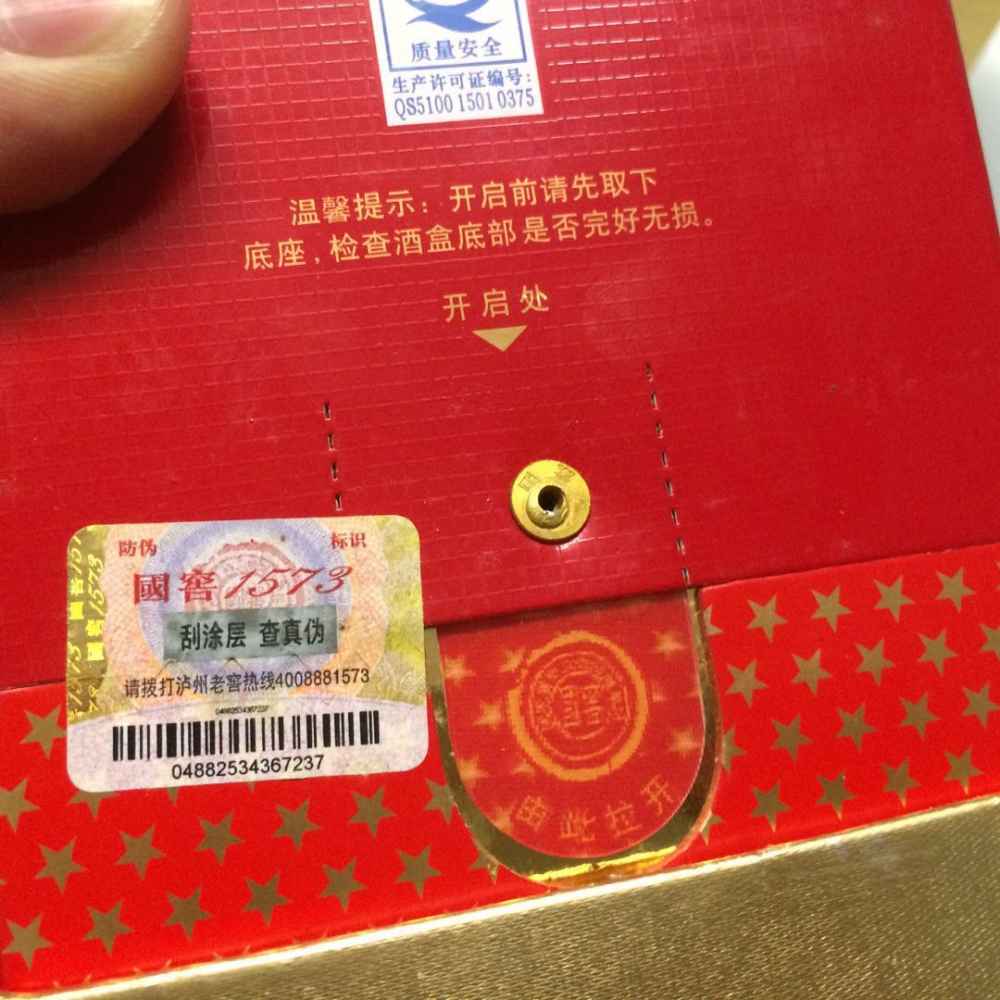 质量安全
生产许可证编号:
QS5100 1501 0375
温馨提示: 开启前请先取下
底座,检查酒盒底部是否完好无损。
开启处
防伪 标识
國窖1573
刮涂层 查真伪
请拨打泸州老窖热线4008881573
04882534367237
04882534367237
由此拉开